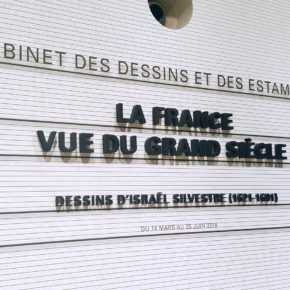 BINET DES DESSINS ET DES ESTAM
LA FRANCE
VUE DU GRAND SIÈCLE
DESSINS D'ISRAËL SILVESTRE (1621-1691)
DU 14 MARS AU 25 JUIN 2018